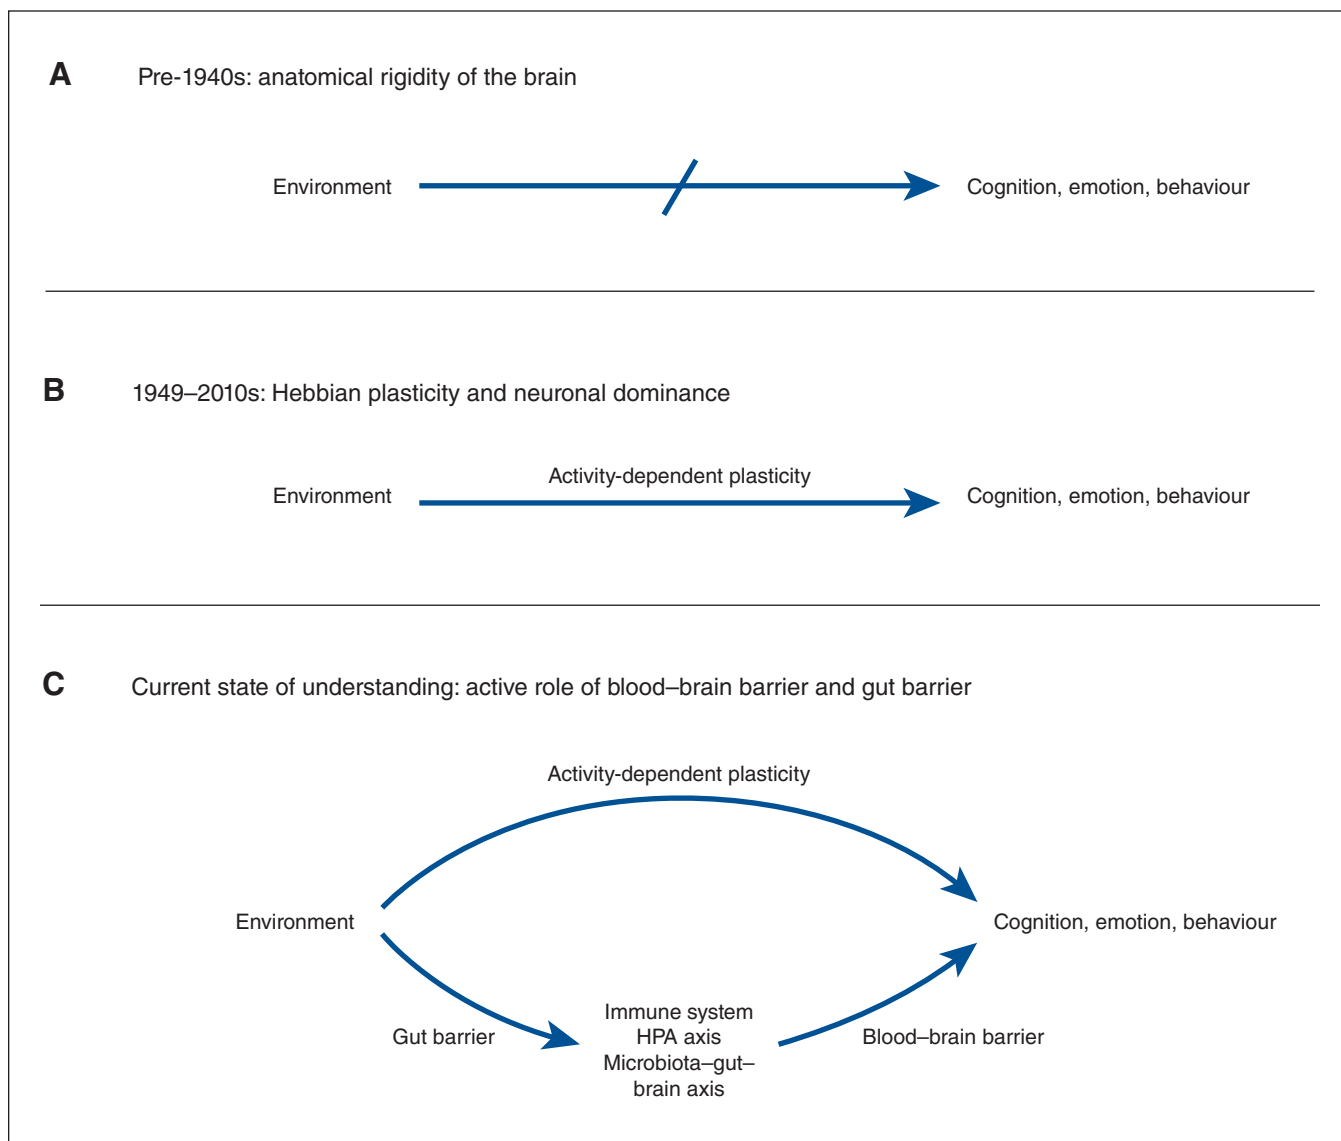 A Pre-1940s: anatomical rigidity of the brain
Environment
Cognition, emotion, behaviour
B 1949–2010s: Hebbian plasticity and neuronal dominance
Activity-dependent plasticity
Environment
Cognition, emotion, behaviour
C Current state of understanding: active role of blood–brain barrier and gut barrier
Activity-dependent plasticity
Environment
Cognition, emotion, behaviour
Gut barrier
Immune system
HPA axis
Microbiota–gut–
brain axis
Blood–brain barrier